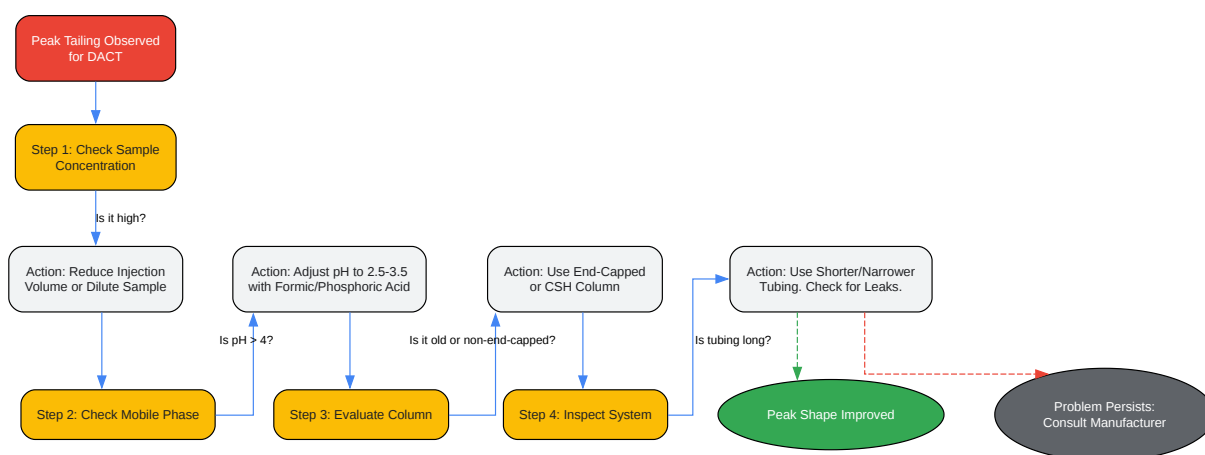 Peak Tailing Observed
for DACT
Step 1: Check Sample
Concentration
Is it high?
Action: Reduce Injection
Volume or Dilute Sample
Action: Adjust pH to 2.5-3.5
with Formic/Phosphoric Acid
Action: Use End-Capped
or CSH Column
Action: Use Shorter/Narrower
Tubing. Check for Leaks.
Is pH > 4?
Is it old or non-end-capped?
Is tubing long?
Step 2: Check Mobile Phase
Step 3: Evaluate Column
Step 4: Inspect System
Peak Shape Improved
Problem Persists:
Consult Manufacturer